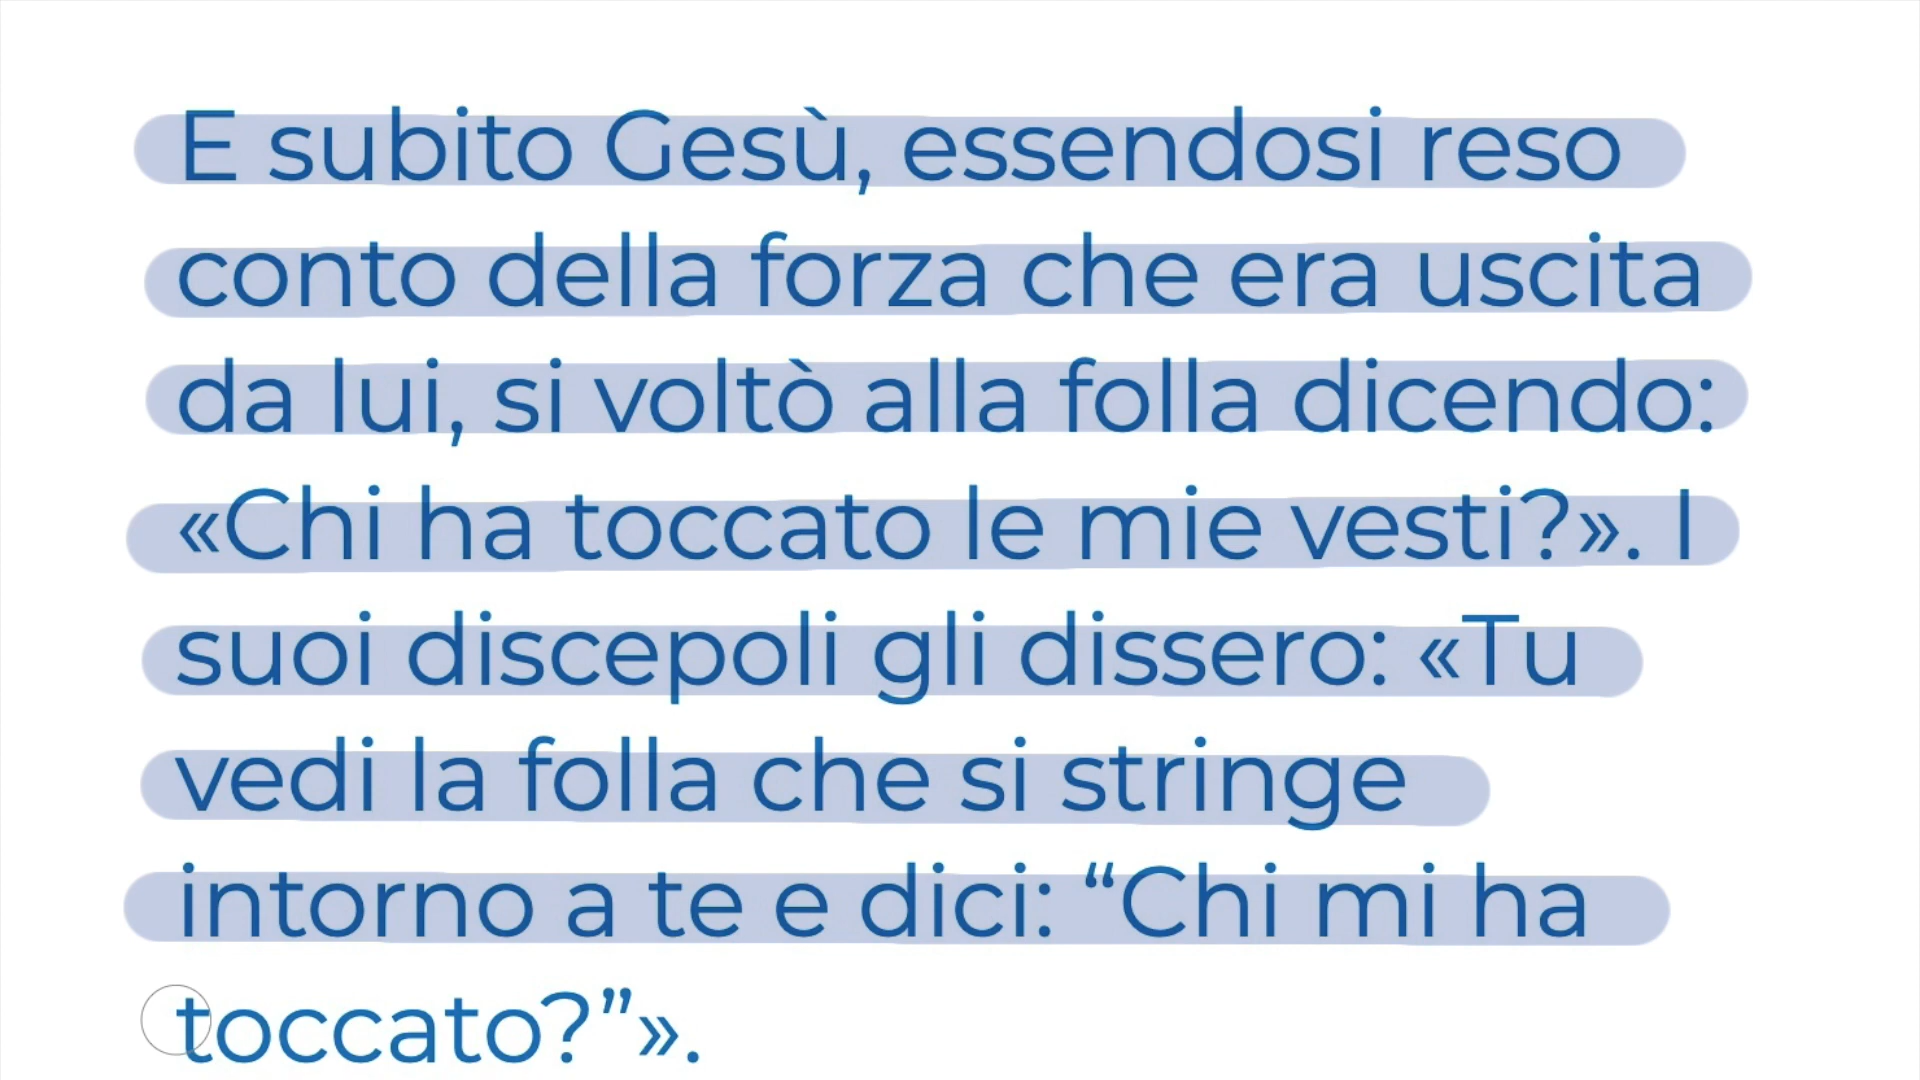 E subito Gesù, essendosi reso
conto della forza che era uscita
da lui, si voltò alla folla dicendo:
«Chi ha toccato le mie vesti?». I
suoi discepoli gli dissero: «Tu
vedi la folla che si stringe
intorno a te e dici: “Chi mi ha
toccato?”».